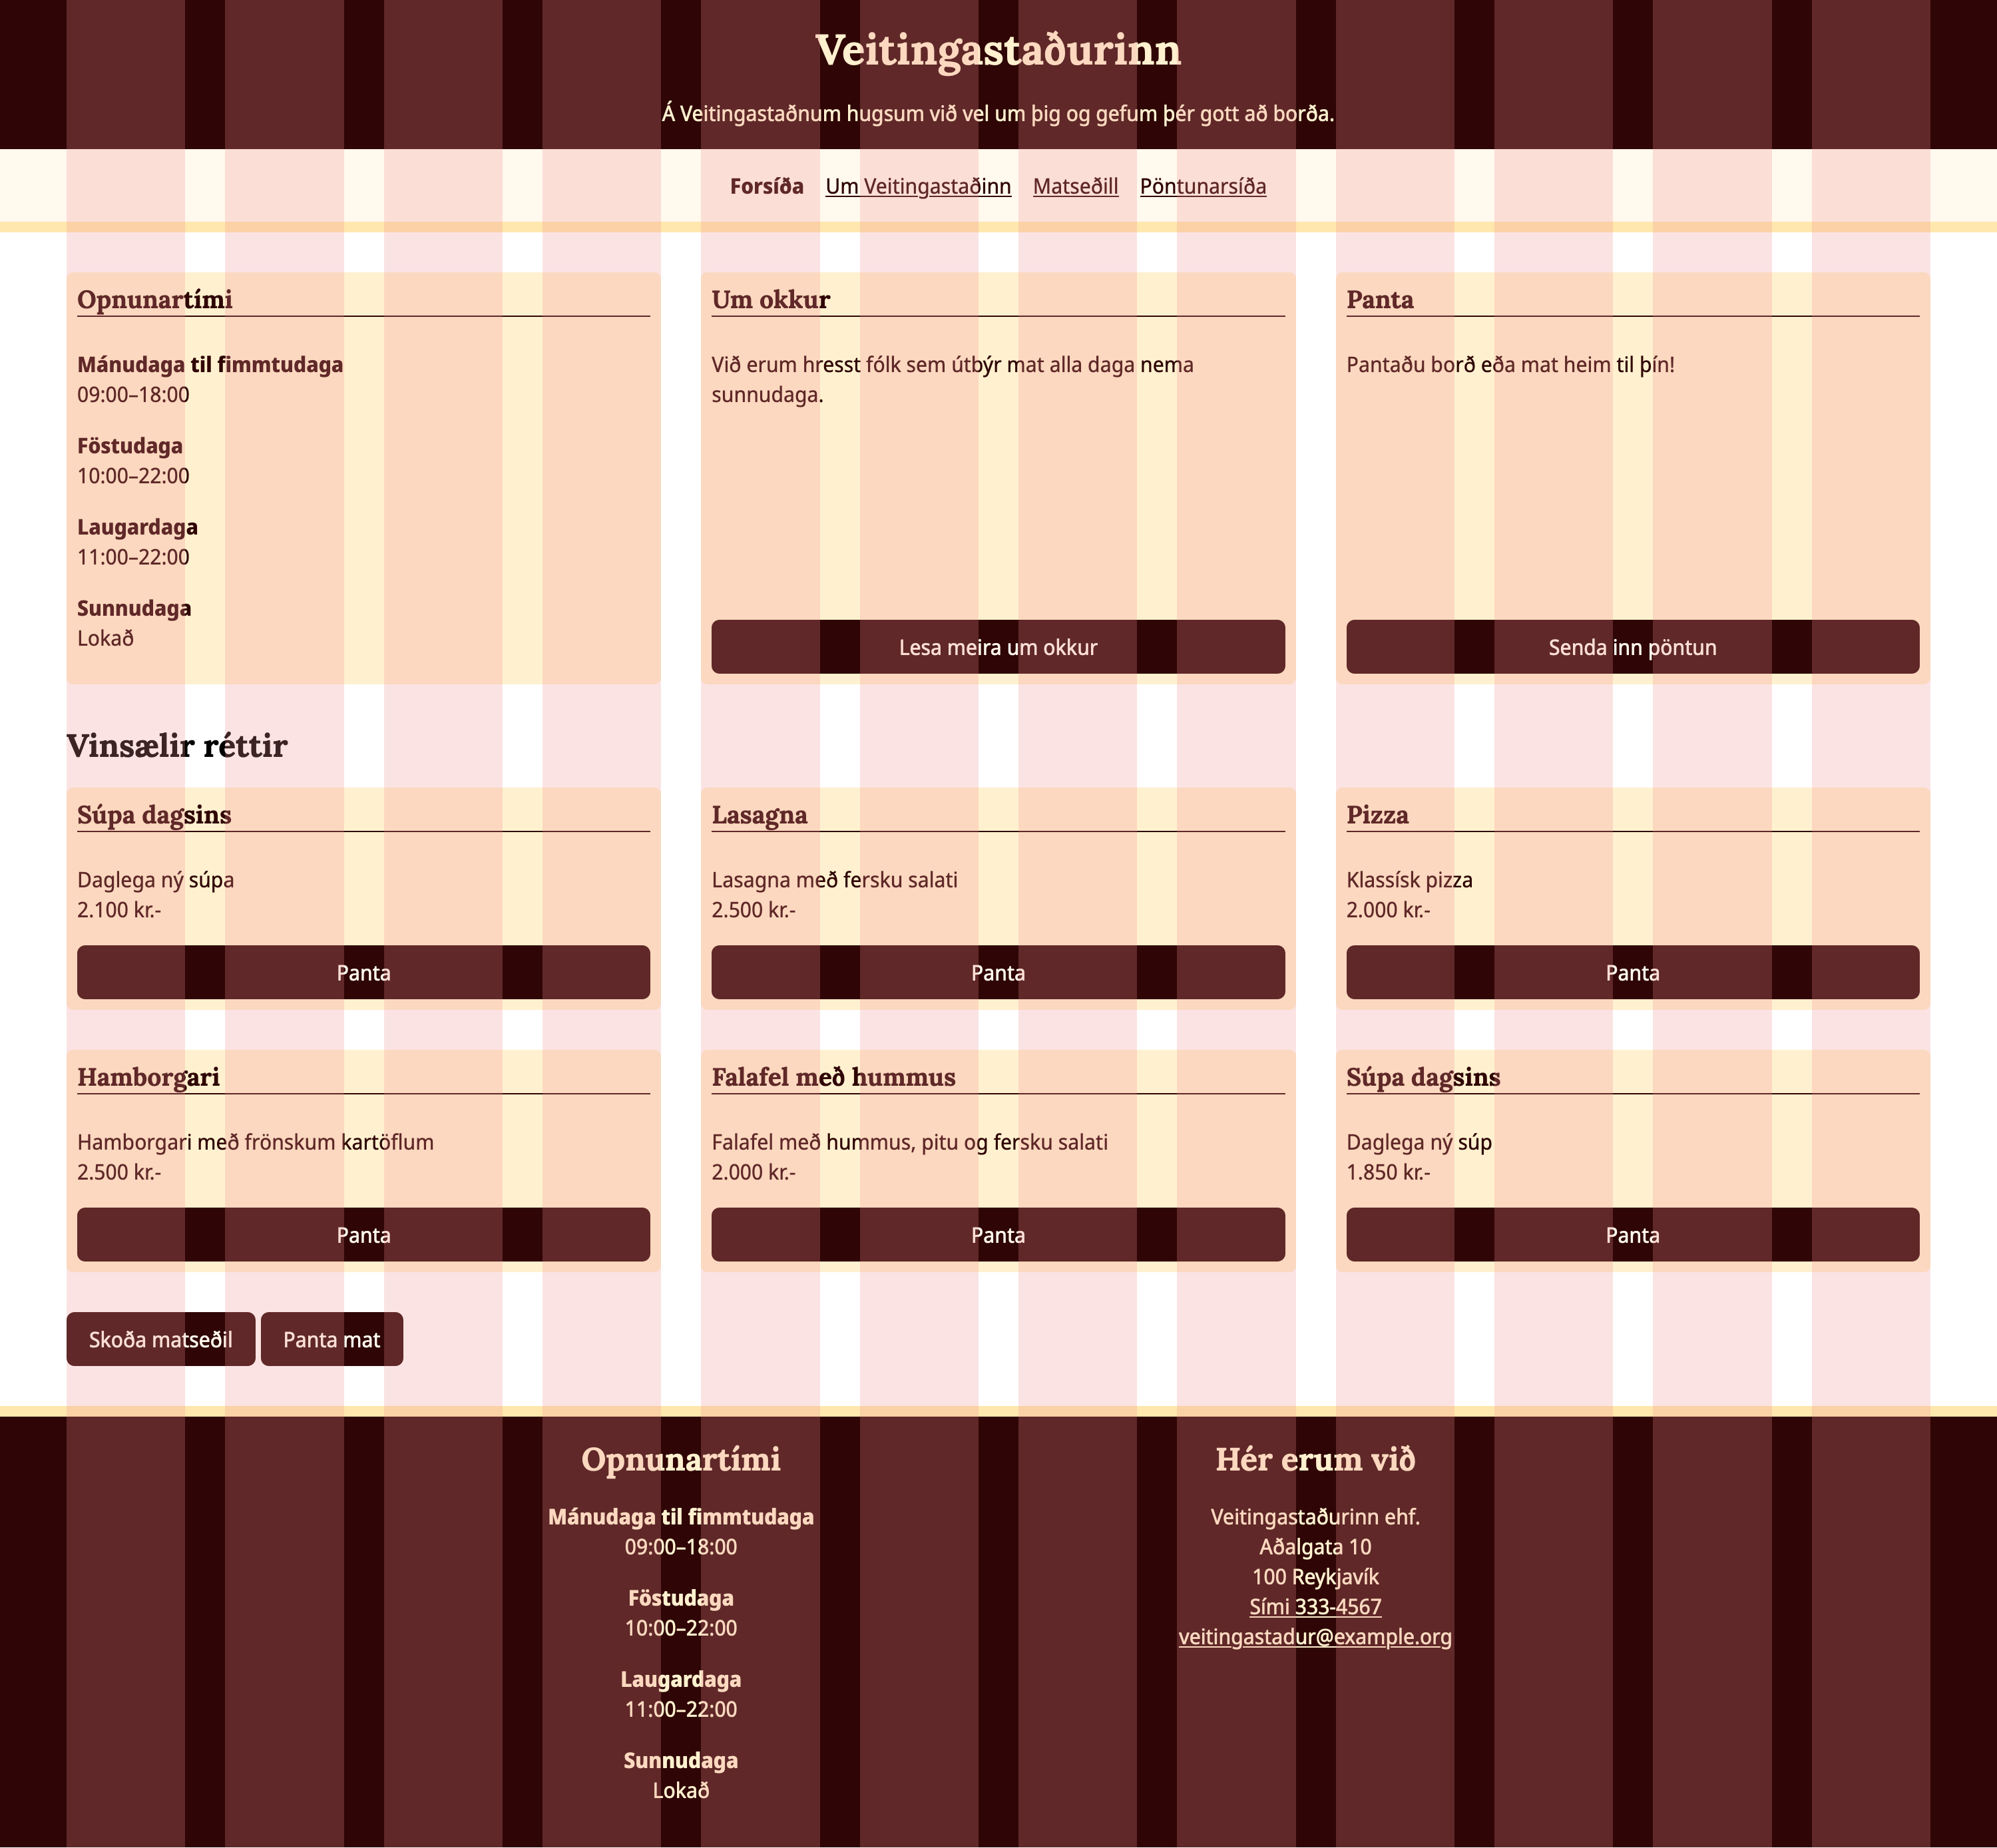 Veitingastaðurinn
Á Veitingastaðnum hugsum við vel um þig og gefum þér gott að borða.
Forsíða Um Veitingastaðinn Matseðill Pöntunarsíða
Opnunartími
Mánudaga til fimmtudaga
09:00–18:00
Föstudaga
10:00–22:00
Laugardaga
11:00–22:00
Sunnudaga
Lokað
Um okkur
Við erum hresst fólk sem útbýr mat alla daga nema
sunnudaga.
Lesa meira um okkur
Panta
Pantaðu borð eða mat heim til þín!
Senda inn pöntun
Vinsælir réttir
Súpa dagsins
Daglega ný súpa
2.100 kr.-
Panta
Lasagna
Lasagna með fersku salati
2.500 kr.-
Panta
Pizza
Klassísk pizza
2.000 kr.-
Panta
Hamborgari
Hamborgari með frönskum kartöflum
2.500 kr.-
Panta
Falafel með hummus
Falafel með hummus, pitu og fersku salati
2.000 kr.-
Panta
Súpa dagsins
Daglega ný súp
1.850 kr.-
Panta
Skoða matseðil
Panta mat
Opnunartími
Mánudaga til fimmtudaga
09:00–18:00
Föstudaga
10:00–22:00
Laugardaga
11:00–22:00
Sunnudaga
Lokað
Hér erum við
Veitingastaðurinn ehf.
Aðalgata 10
100 Reykjavík
Sími 333-4567
veitingastadur@example.org